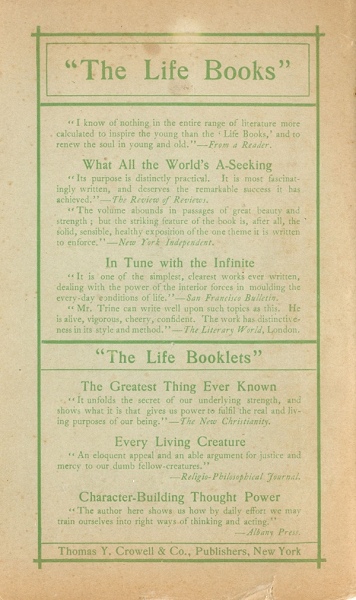 “The Life Books”
“I know of nothing in the entire range of literature more
calculated to inspire the young than the ‘Life Books,’ and to
renew the soul in young and old.”—From a Reader.
What All the World’s A-Seeking
“Its purpose is distinctly practical. It is most fascinat-
ingly written, and deserves the remarkable success it has
achieved.”—The Review of Reviews.
“The volume abounds in passages of great beauty and
strength; but the striking feature of the book is, after all, the
solid, sensible, healthy exposition of the one theme it is written
to enforce.”—New York Independent.
In Tune with the Infinite
“It is one of the simplest, clearest works ever written,
dealing with the power of the interior forces in moulding the
every-day conditions of life.”—San Francisco Bulletin.
“Mr. Trine can write well upon such topics as this. He
is alive, vigorous, cheery, confident. The work has distinctive-
ness in its style and method.”—The Literary World, London.
“The Life Booklets”
The Greatest Thing Ever Known
“It unfolds the secret of our underlying strength, and
shows what it is that gives us power to fulfil the real and liv-
ing purposes of our being.”—The New Christianity.
Every Living Creature
“An eloquent appeal and an able argument for justice and
mercy to our dumb fellow-creatures.”
—Religio-Philosophical Journal.
Character-Building Thought Power
“The author here shows us how by daily effort we may
train ourselves into right ways of thinking and acting.”
—Albany Press.
Thomas Y. Crowell & Co., Publishers, New York